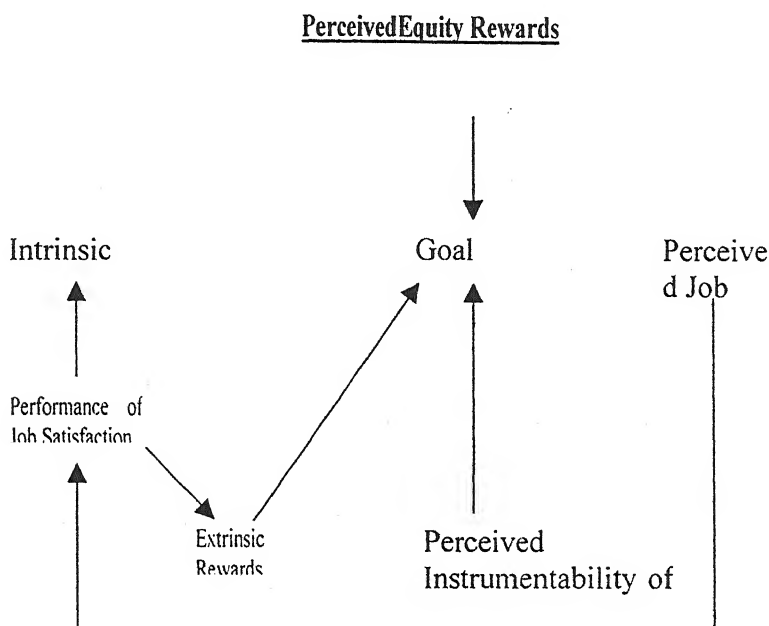 PerceivedEquity Rewards
Intrinsic
Goal
Perceive
d Job
Performance of
Job Satisfaction
Extrinsic
Rewards
Perceived
Instrumentability of